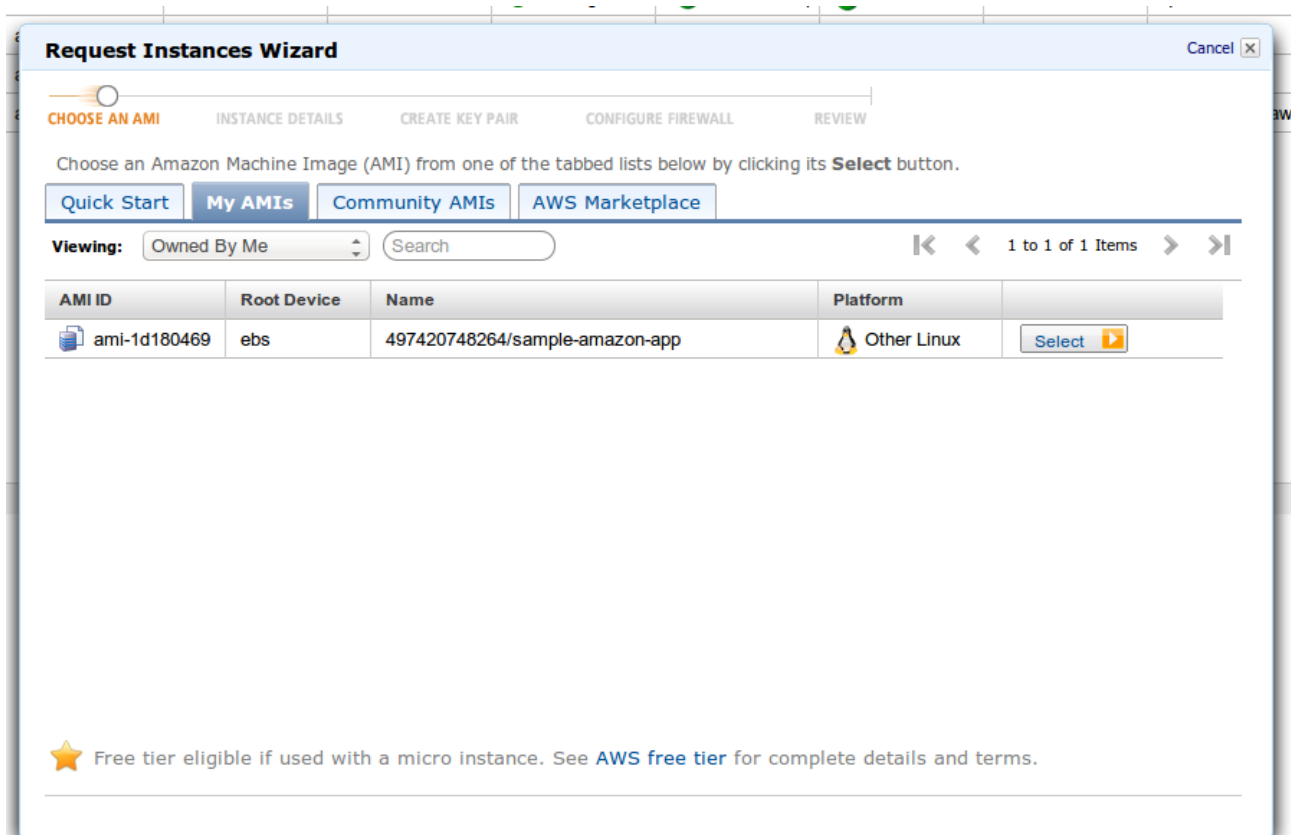 Request Instances Wizard
Cancel
CHOOSE AN AMI INSTANCE DETAILS CREATE KEY PAIR CONFIGURE FIREWALL REVIEW
Choose an Amazon Machine Image (AMI) from one of the tabbed lists below by clicking its Select button.
Quick Start My AMIs Community AMIs AWS Marketplace
Viewing: Owned By Me Search 1 to 1 of 1 Items
AMI ID Root Device Name Platform
ami-1d180469 ebs 497420748264/sample-amazon-app Other Linux Select
Free tier eligible if used with a micro instance. See AWS free tier for complete details and terms.